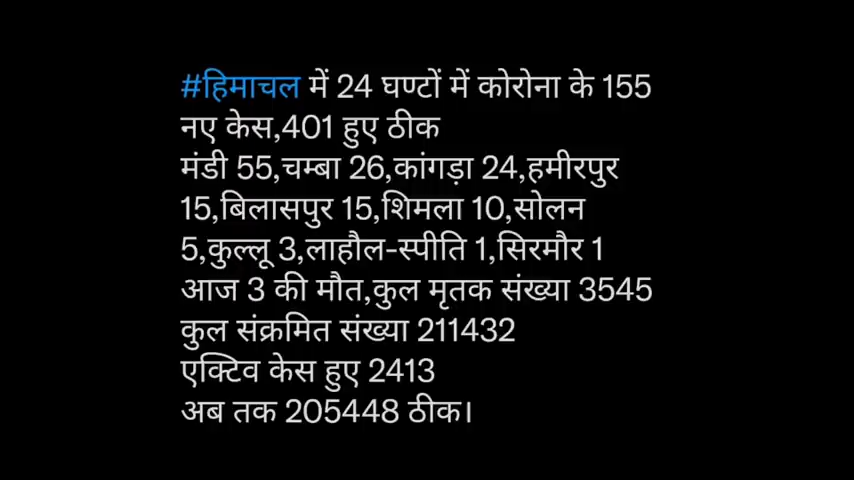 #हिमाचल में 24 घण्टों में कोरोना के 155
नए केस,401 हुए ठीक
मंडी 55,चम्बा 26,कांगड़ा 24,हमीरपुर
15,बिलासपुर 15,शिमला 10,सोलन
5,कुल्लू 3,लाहौल-स्पीति 1,सिरमौर 1
आज 3 की मौत,कुल मृतक संख्या 3545
कुल संक्रमित संख्या 211432
एक्टिव केस हुए 2413
अब तक 205448 ठीक।